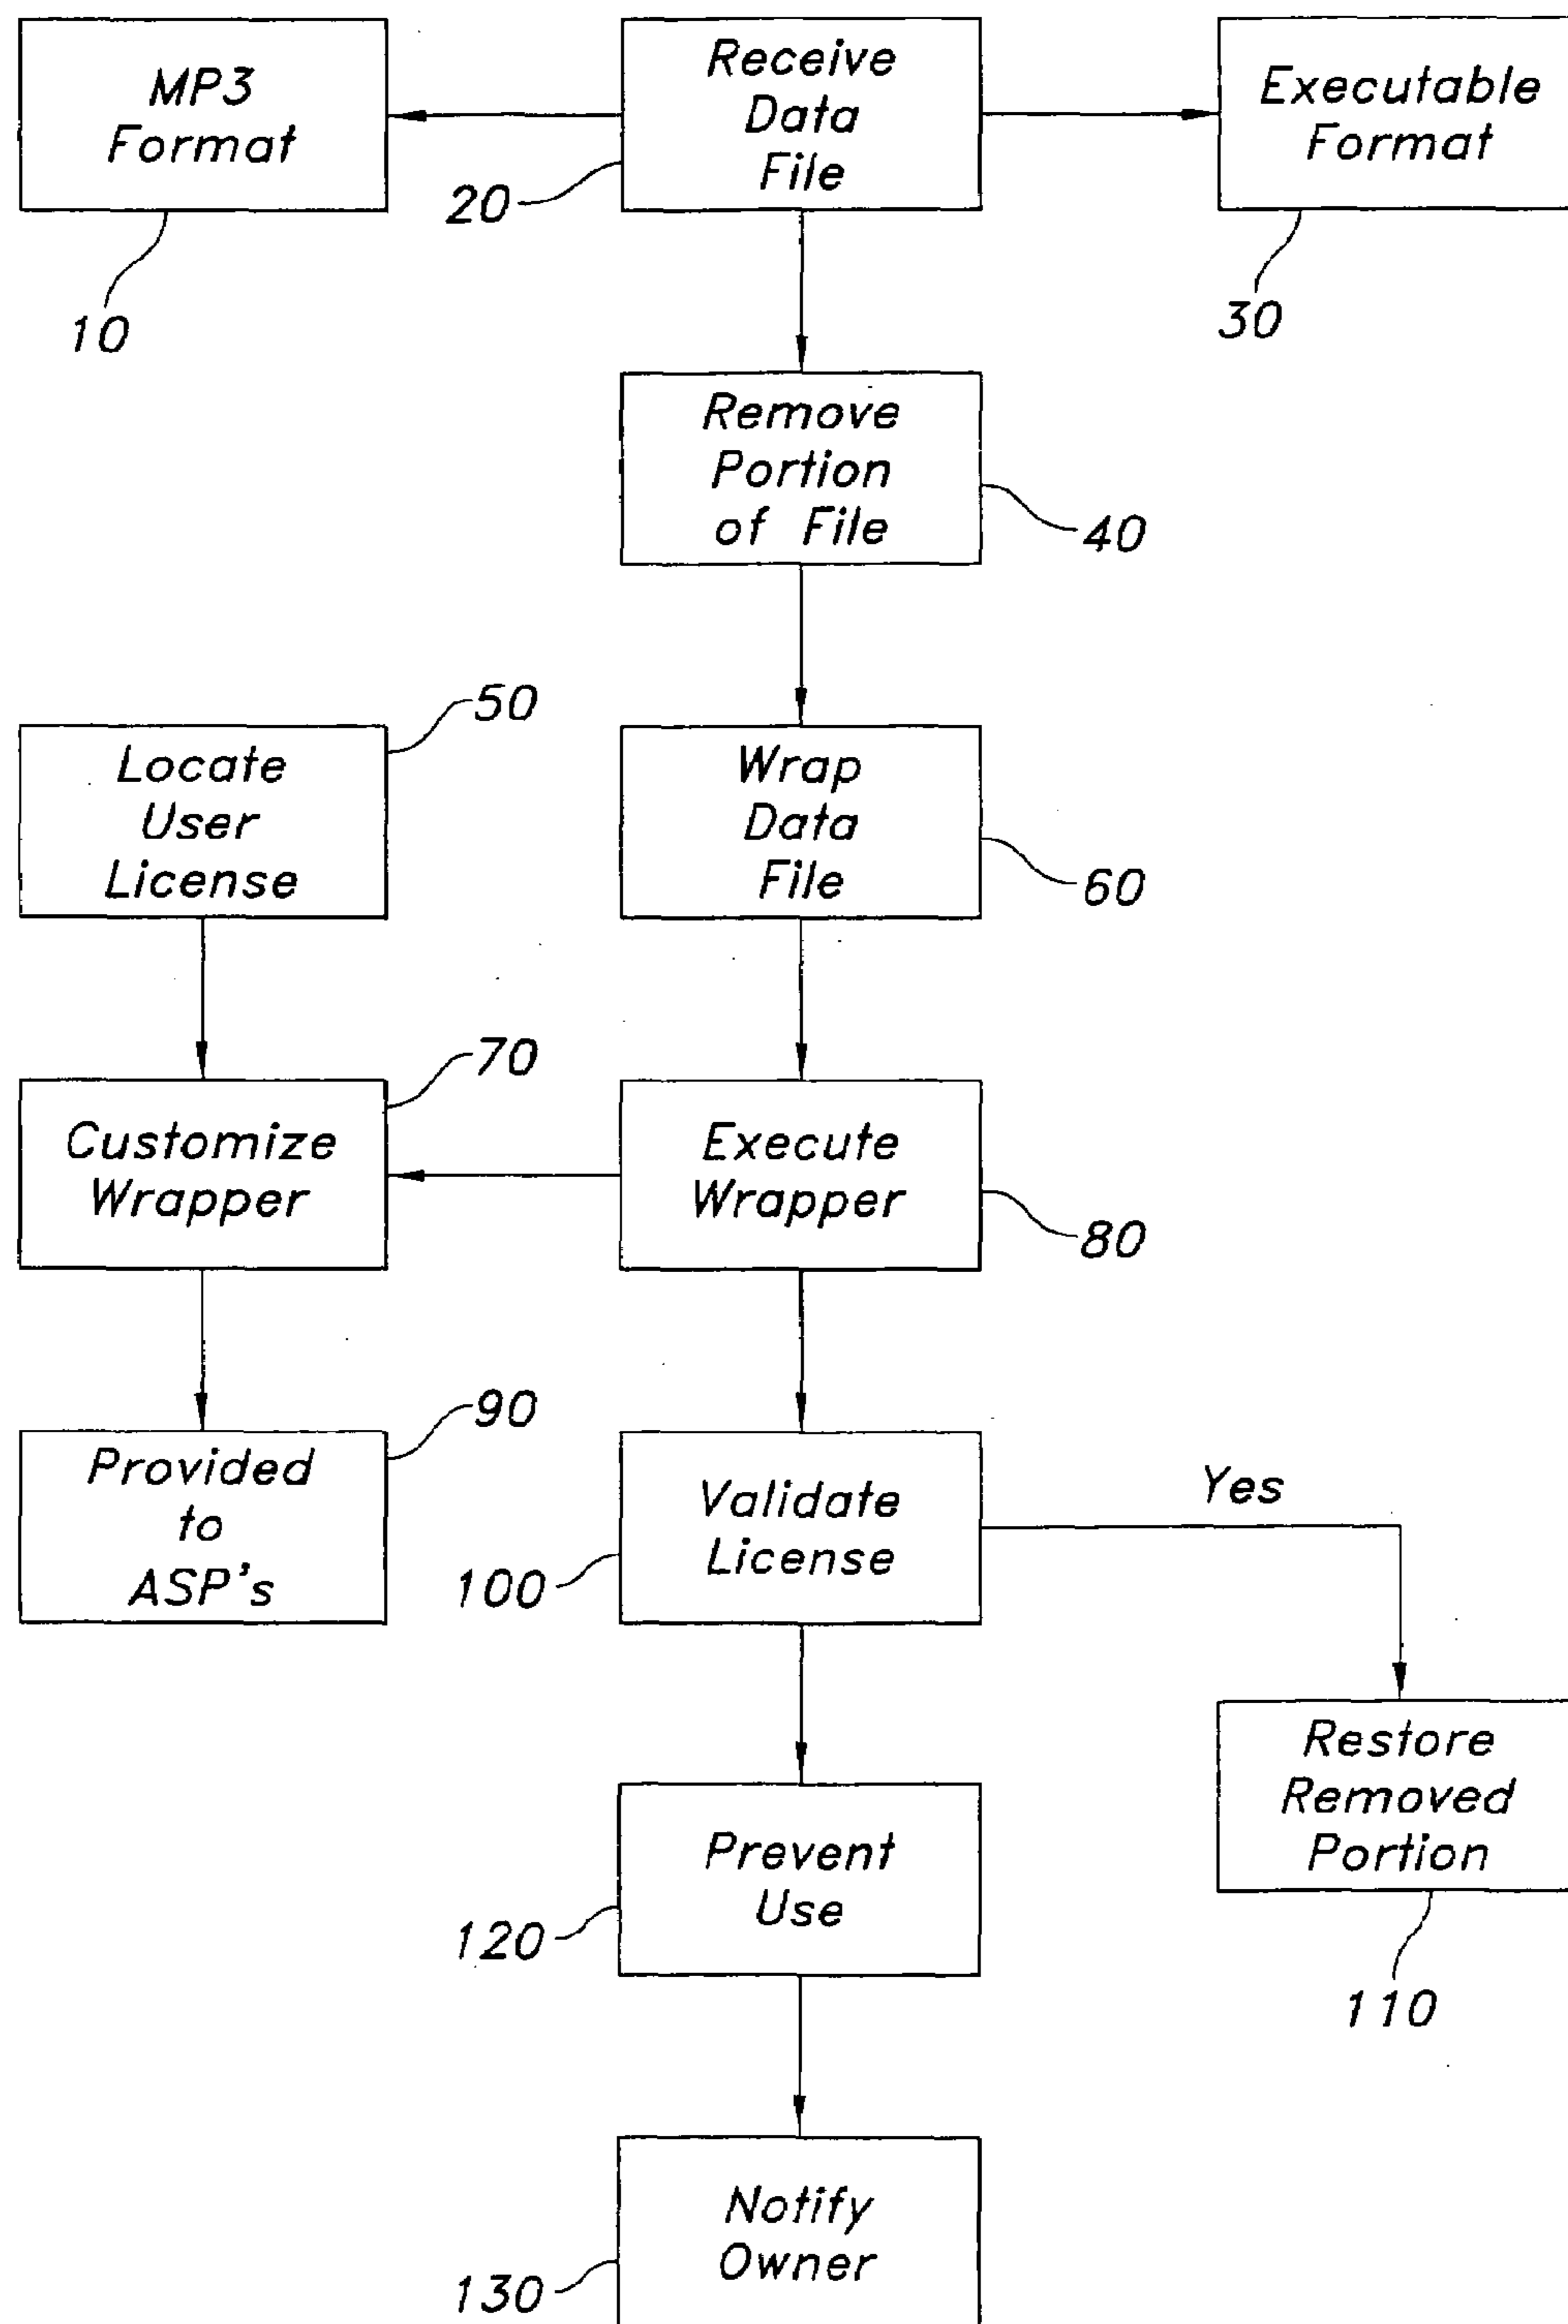 MP3
Format
10
Receive
Data
File
20
Executable
Format
30
Remove
Portion
of File
40
Locate
User
License
50
Wrap
Data
File
60
Customize
Wrapper
70
Execute
Wrapper
80
Provided
to
ASP's
90
Validate
License
100
Yes
Restore
Removed
Portion
110
Prevent
Use
120
Notify
Owner
130